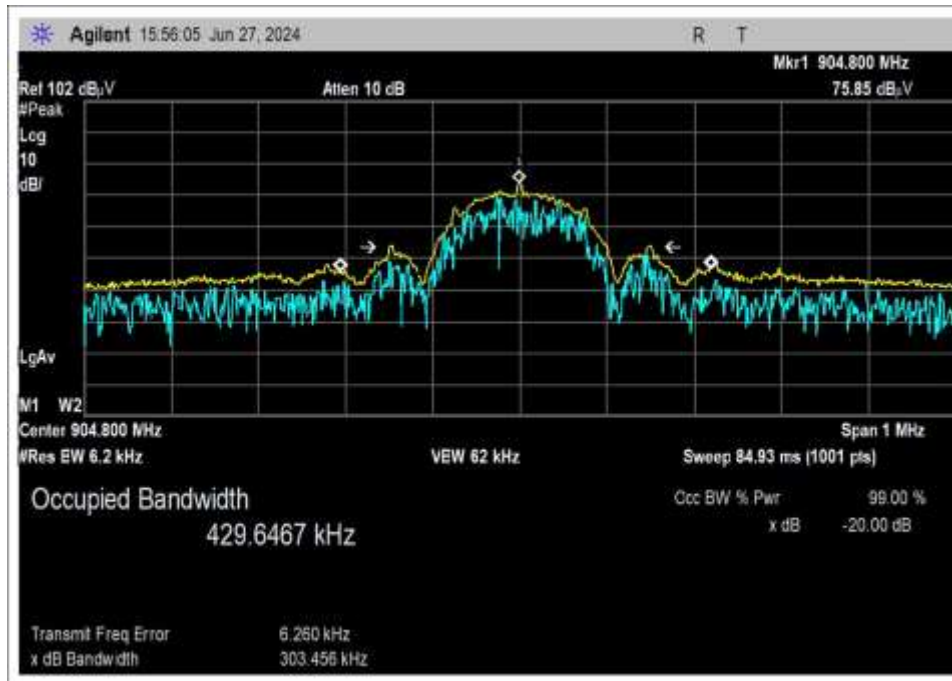 Agilent 15:56:05 Jun 27, 2024 R T
Mkr1 904.800 MHz
Ref 102 dBµV Atten 10 dB 75.85 dBµV
#Peak
Log
10
dB/
1
LgAv
M1 W2
Center 904.800 MHz Span 1 MHz
#Res BW 6.2 kHz VBW 62 kHz Sweep 84.93 ms (1001 pts)
Occupied Bandwidth Occ BW % Pwr 99.00 %
429.6467 kHz x dB -20.00 dB
Transmit Freq Error 6.260 kHz
x dB Bandwidth 303.456 kHz